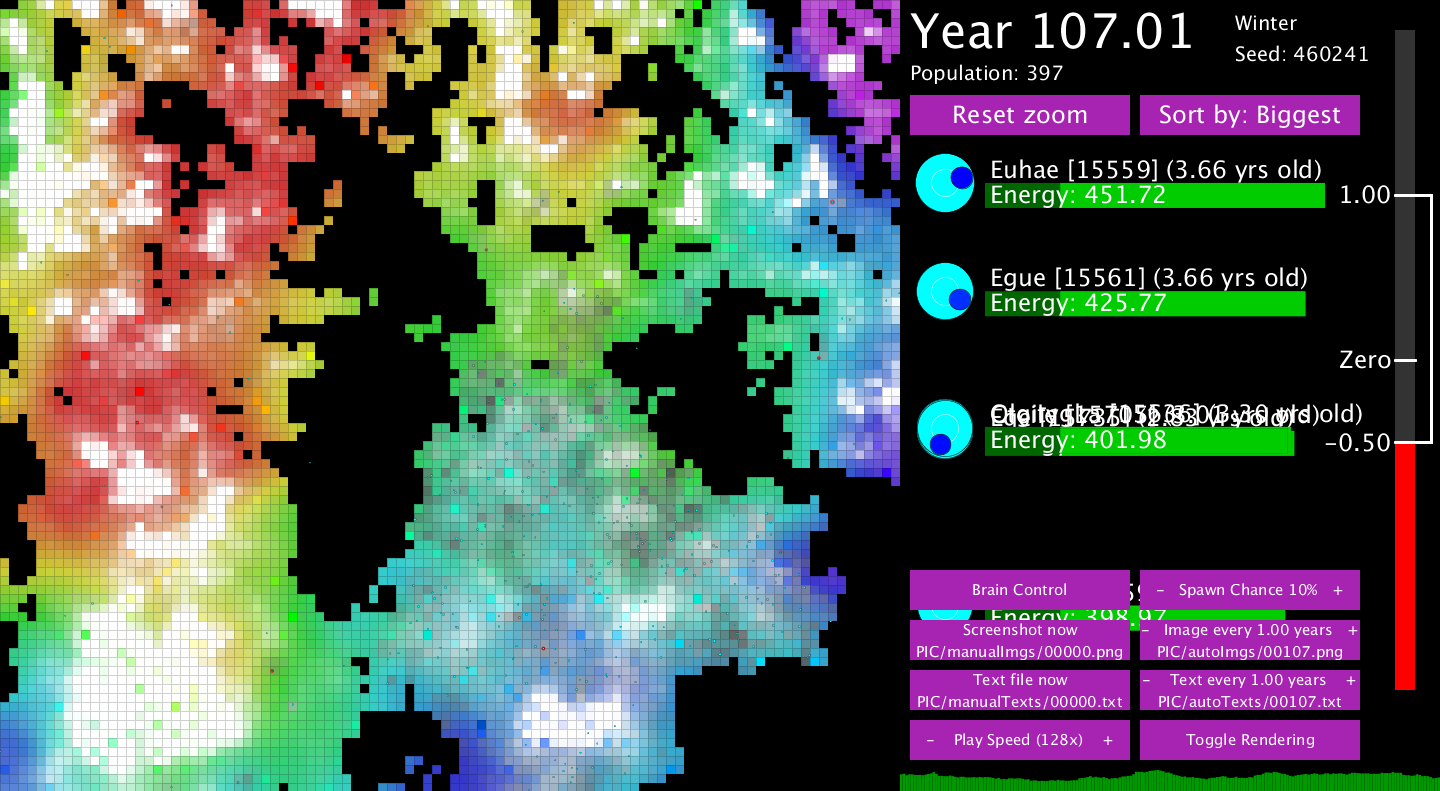 Year 107.01
Winter
Seed: 460241
Population: 397
Reset zoom
Sort by: Biggest
Euhae [15559] (3.66 yrs old)
Energy: 451.72
1.00
Egue [15561] (3.66 yrs old)
Energy: 425.77
Zero
Energy: 401.98
-0.50
Brain Control
- Spawn Chance 10% +
Energy: 398.97
Screenshot now
PIC/manualImgs/00000.png
- Image every 1.00 years +
PIC/autoImgs/00107.png
Text file now
PIC/manualTexts/00000.txt
- Text every 1.00 years +
PIC/autoTexts/00107.txt
- Play Speed (128x) +
Toggle Rendering